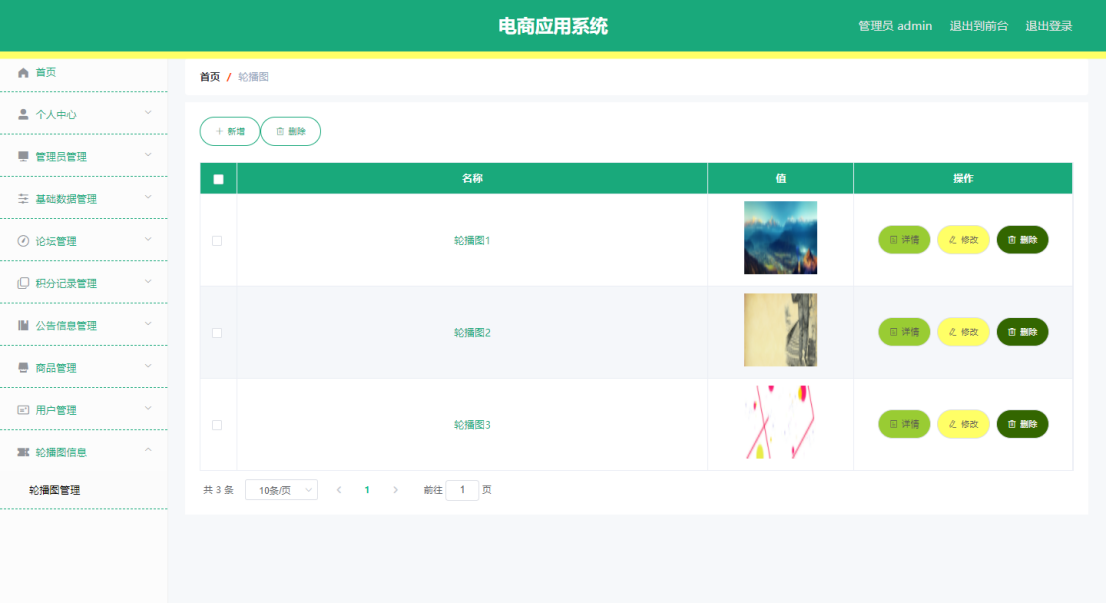 电商应用系统
管理员 admin 退出到前台 退出登录
首页
个人中心
管理员管理
基础数据管理
论坛管理
积分记录管理
公告信息管理
商品管理
用户管理
轮播图信息
轮播图管理
首页 / 轮播图
新增 删除
名称 值 操作
轮播图1 详情 修改 删除
轮播图2 详情 修改 删除
轮播图3 详情 修改 删除
共 3 条 10条/页 1 前往 1 页